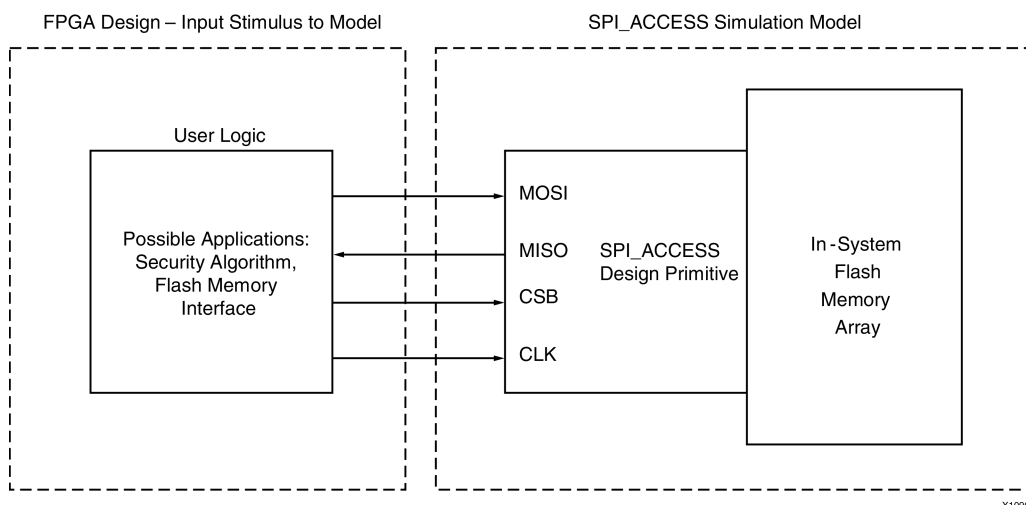 FPGA Design – Input Stimulus to Model
SPI_ACCESS Simulation Model
User Logic
Possible Applications:
Security Algorithm,
Flash Memory
Interface
MOSI
MISO
CSB
CLK
SPI_ACCESS
Design Primitive
In-System
Flash
Memory
Array